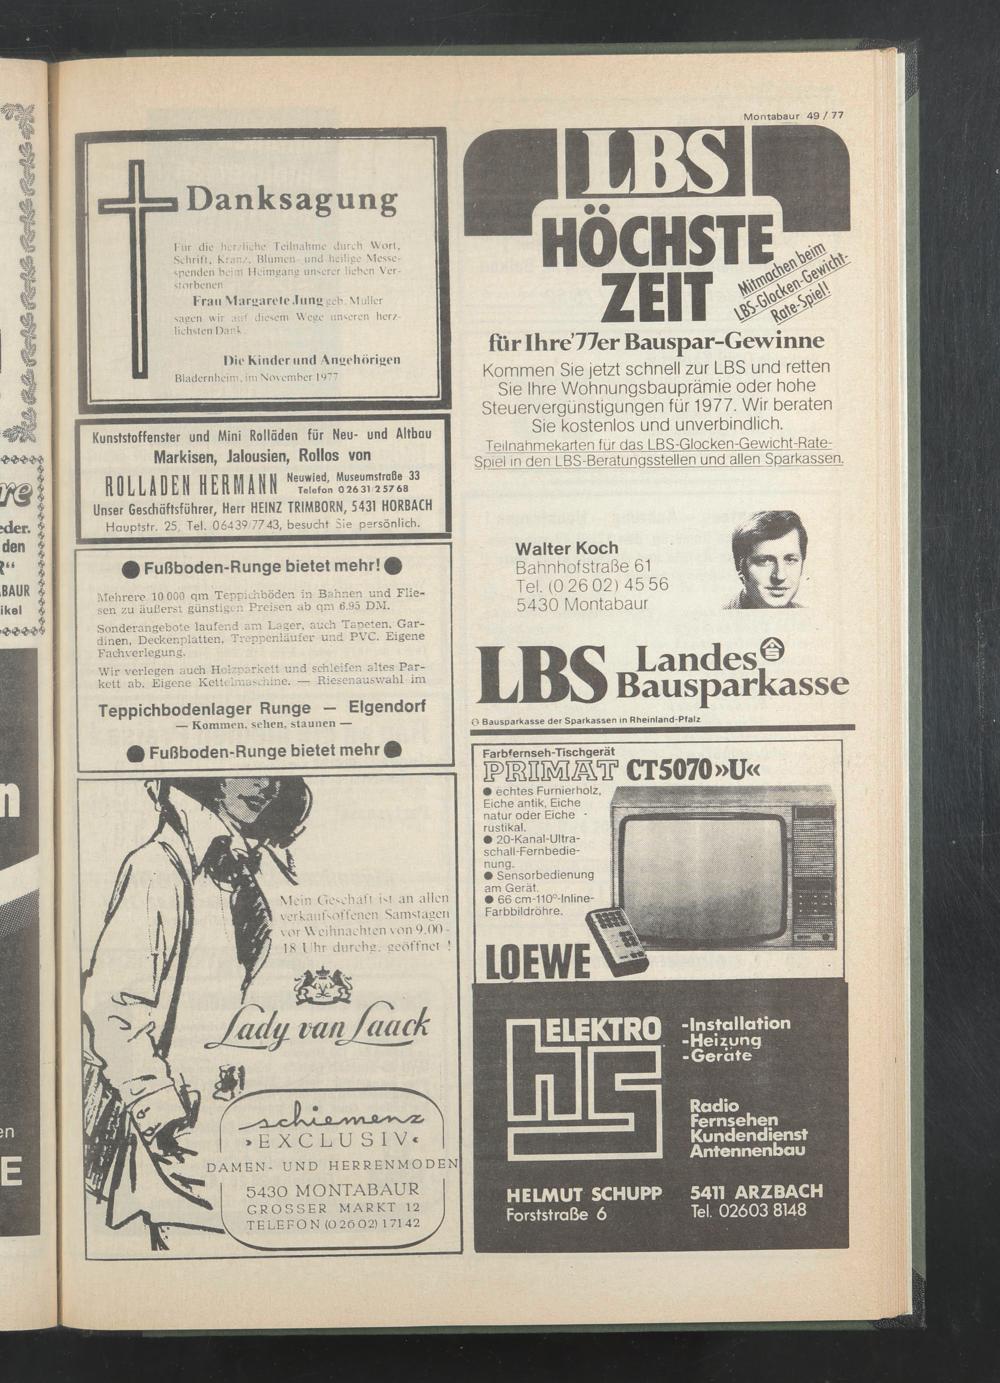 Montabaur 49 / 77
Danksagung
Für die herzliche Teilnahme durch Wort,
Schrift, Kranz, Blumen- und heilige Messe-
spenden beim Heimgang unserer lieben Ver-
storbenen
Frau Margarete Jung geb. Müller
sagen wir auf diesem Wege unseren herz-
lichsten Dank.
Die Kinder und Angehörigen
Bladernheim, im November 1977
Kunststoffenster und Mini Rolläden für Neu- und Altbau
Markisen, Jalousien, Rollos von
ROLLADEN HERMANN Neuwied, Museumstraße 33
Telefon 02631/25768
Unser Geschäftsführer, Herr HEINZ TRIMBORN, 5431 HORBACH
Hauptstr. 25, Tel. 06439/7743, besucht Sie persönlich.
● Fußboden-Runge bietet mehr! ●
Mehrere 10 000 qm Teppichböden in Bahnen und Flie-
sen zu äußerst günstigen Preisen ab qm 6.95 DM.
Sonderangebote laufend am Lager, auch Tapeten, Gar-
dinen, Deckenplatten, Treppenläufer und PVC. Eigene
Fachverlegung.
Wir verlegen auch Holzparkett und schleifen altes Par-
kett ab. Eigene Kettelmaschine. — Riesenauswahl im
Teppichbodenlager Runge — Elgendorf
— Kommen, sehen, staunen —
● Fußboden-Runge bietet mehr ●
Mein Geschäft ist an allen
verkaufsoffenen Samstagen
vor Weihnachten von 9.00 -
18 Uhr durchg. geöffnet !
Lady van Laack
schiemenz
›EXCLUSIV‹
DAMEN- UND HERRENMODEN
5430 MONTABAUR
GROSSER MARKT 12
TELEFON (02602) 17142
LBS
HÖCHSTE
ZEIT
Mitmachen beim
LBS-Glocken-Gewicht-
Rate-Spiel!
für Ihre '77er Bauspar-Gewinne
Kommen Sie jetzt schnell zur LBS und retten
Sie Ihre Wohnungsbauprämie oder hohe
Steuervergünstigungen für 1977. Wir beraten
Sie kostenlos und unverbindlich.
Teilnahmekarten für das LBS-Glocken-Gewicht-Rate-
Spiel in den LBS-Beratungsstellen und allen Sparkassen.
Walter Koch
Bahnhofstraße 61
Tel. (0 26 02) 45 56
5430 Montabaur
LBS Landes
Bausparkasse
Bausparkasse der Sparkassen in Rheinland-Pfalz
Farbfernseh-Tischgerät
PRIMAT CT5070 »U«
● echtes Furnierholz,
Eiche antik, Eiche
natur oder Eiche
rustikal.
● 20-Kanal-Ultra-
schall-Fernbedie-
nung.
● Sensorbedienung
am Gerät.
● 66 cm-110°-Inline-
Farbbildröhre.
LOEWE
ELEKTRO
hs
-Installation
-Heizung
-Geräte
Radio
Fernsehen
Kundendienst
Antennenbau
HELMUT SCHUPP
Forststraße 6
5411 ARZBACH
Tel. 02603 8148
re
eder.
den
BAUR
ikel
n
en
E